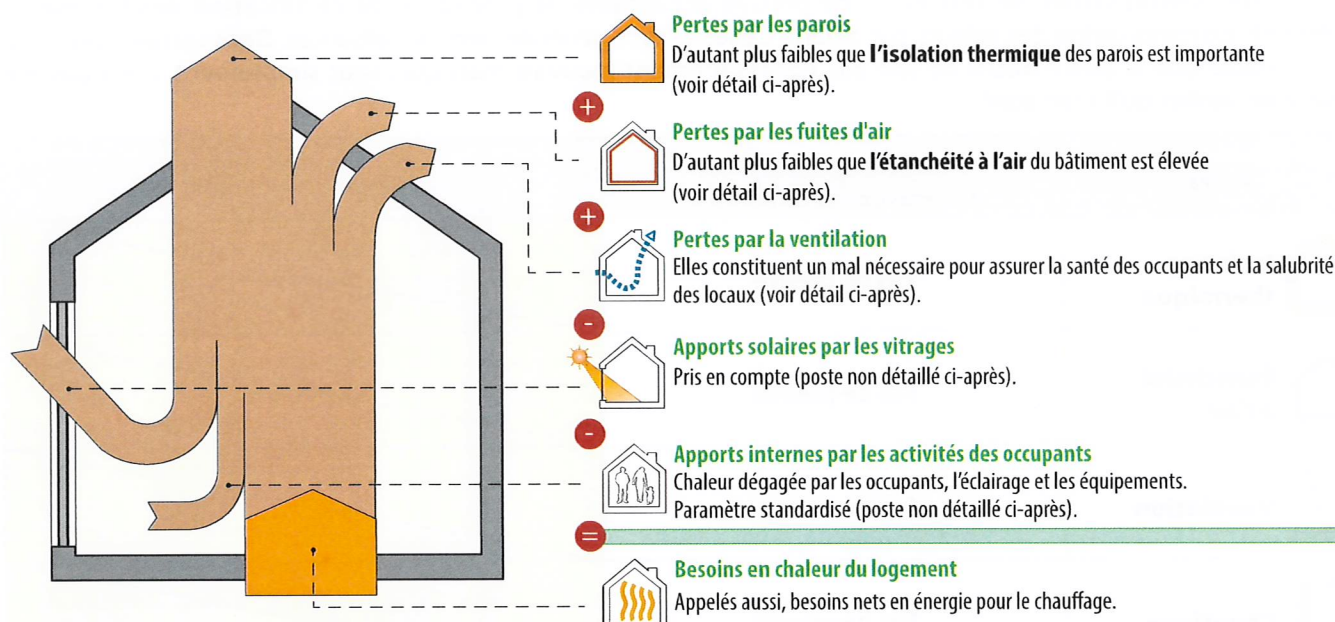 Pertes par les parois
D'autant plus faibles que l'isolation thermique des parois est importante
(voir détail ci-après).
+
Pertes par les fuites d'air
D'autant plus faibles que l'étanchéité à l'air du bâtiment est élevée
(voir détail ci-après).
+
Pertes par la ventilation
Elles constituent un mal nécessaire pour assurer la santé des occupants et la salubrité
des locaux (voir détail ci-après).
-
Apports solaires par les vitrages
Pris en compte (poste non détaillé ci-après).
-
Apports internes par les activités des occupants
Chaleur dégagée par les occupants, l'éclairage et les équipements.
Paramètre standardisé (poste non détaillé ci-après).
=
Besoins en chaleur du logement
Appelés aussi, besoins nets en énergie pour le chauffage.